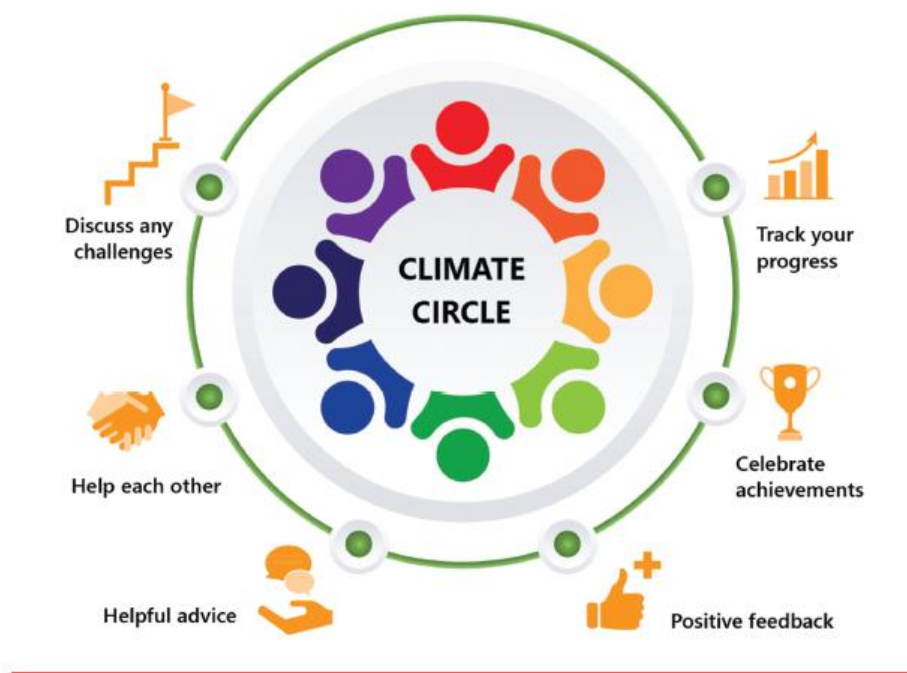 CLIMATE
CIRCLE
Discuss any
challenges
Track your
progress
Help each other
Celebrate
achievements
Helpful advice
Positive feedback